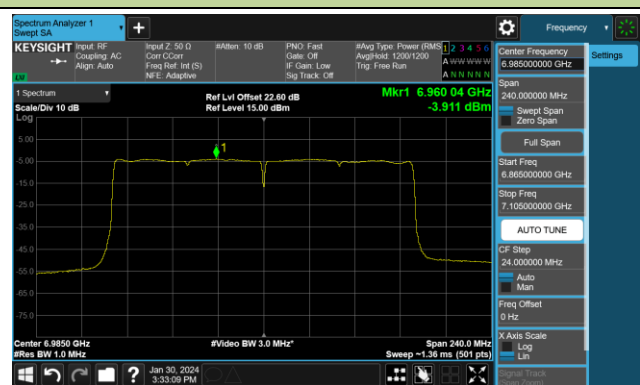 Spectrum Analyzer 1
Swept SA
+
Frequency
KEYSIGHT
Input: RF
Coupling: AC
Align: Auto
Input Z: 50 Ω
Corr CCorr
Freq Ref: Int (S)
NFE: Adaptive
#Atten: 10 dB
PNO: Fast
Gate: Off
IF Gain: Low
Sig Track: Off
#Avg Type: Power (RMS
Avg|Hold: 1200/1200
Trig: Free Run
1 2 3 4 5 6
A W W W W W
A N N N N N
LW
1 Spectrum
Scale/Div 10 dB
Log
Ref Lvl Offset 22.60 dB
Ref Level 15.00 dBm
Mkr1 6.960 04 GHz
-3.911 dBm
1
5.00
-5.00
-15.0
-25.0
-35.0
-45.0
-55.0
-65.0
-75.0
Center 6.9850 GHz
#Res BW 1.0 MHz
#Video BW 3.0 MHz*
Span 240.0 MHz
Sweep ~1.36 ms (501 pts)
Settings
Center Frequency
6.985000000 GHz
Span
240.000000 MHz
Swept Span
Zero Span
Full Span
Start Freq
6.865000000 GHz
Stop Freq
7.105000000 GHz
AUTO TUNE
CF Step
24.000000 MHz
Auto
Man
Freq Offset
0 Hz
X Axis Scale
Log
Lin
Signal Track
(Span Zoom)
?
Jan 30, 2024
3:33:09 PM